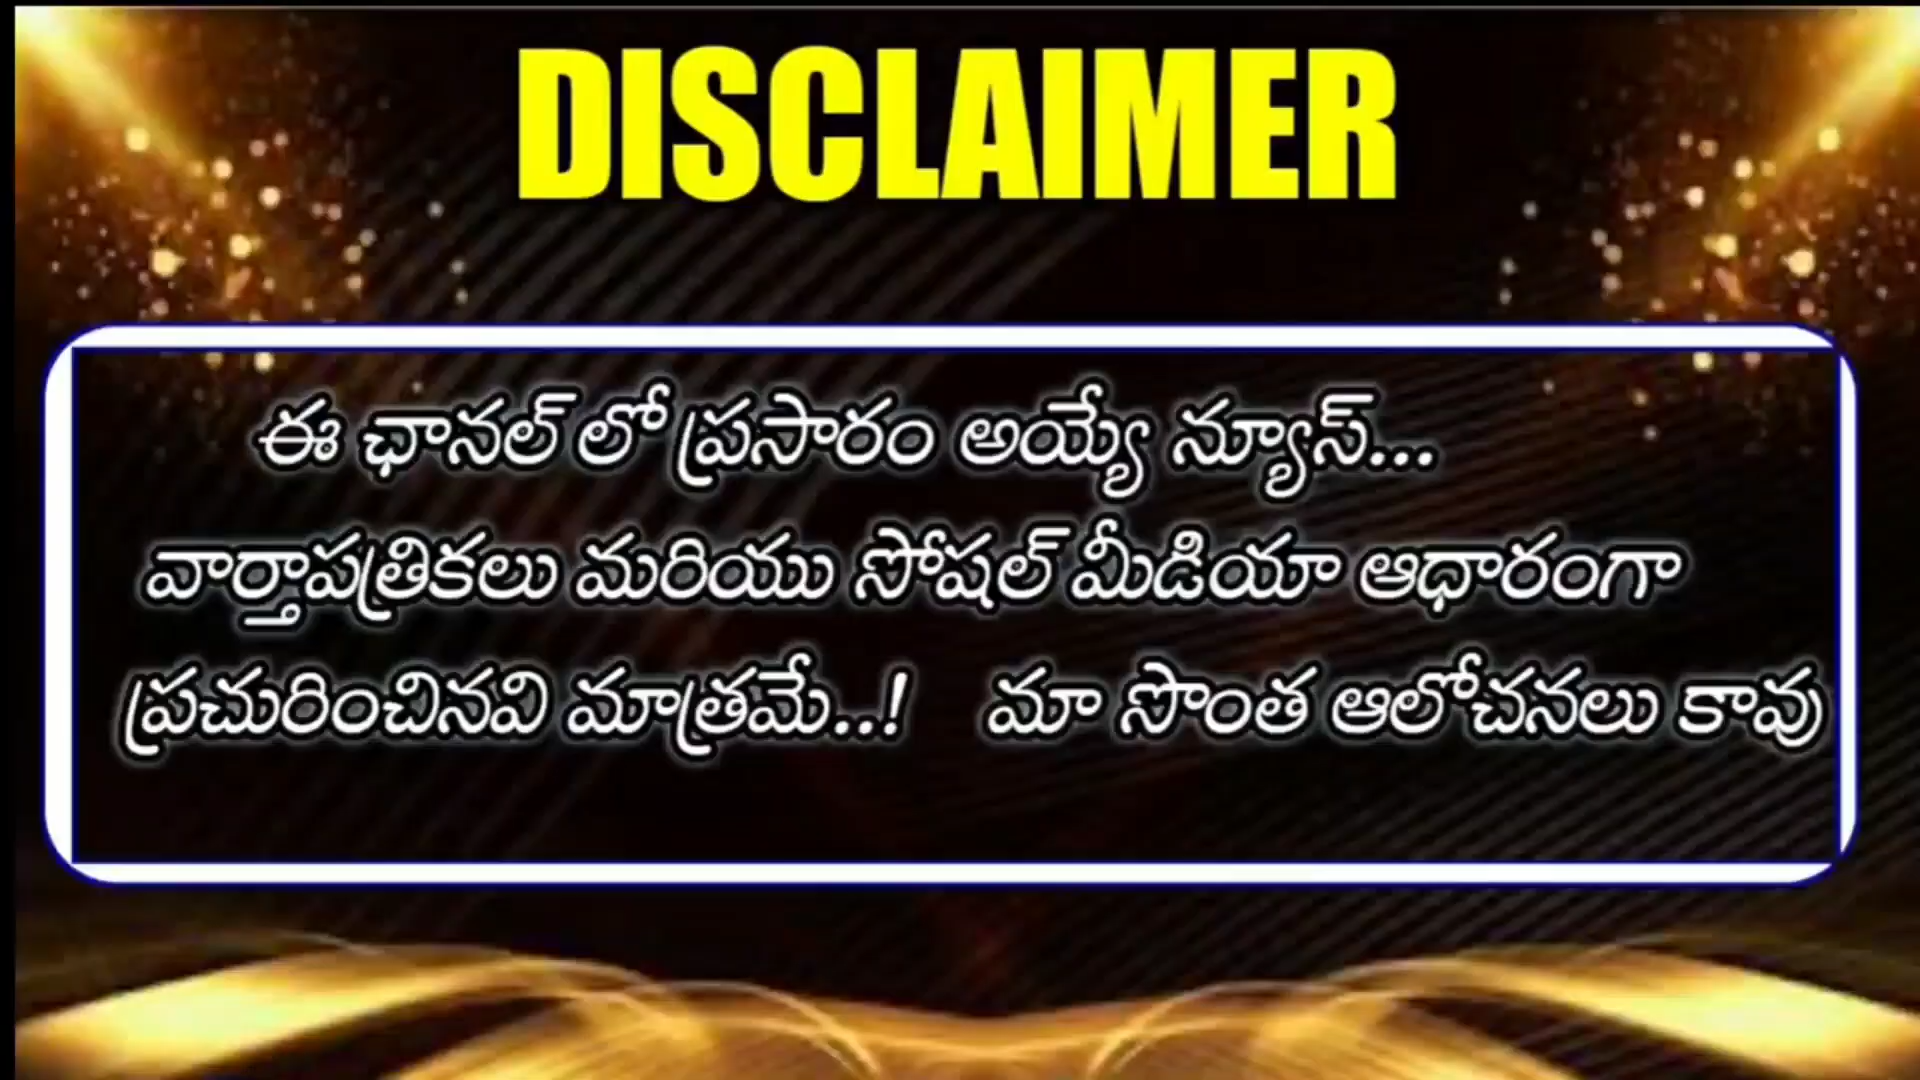 DISCLAIMER
ఈ ఛానల్ లో ప్రసారం అయ్యే న్యూస్...
వార్తాపత్రికలు మరియు సోషల్ మీడియా ఆధారంగా
ప్రచురించినవి మాత్రమే..! మా సొంత ఆలోచనలు కావు